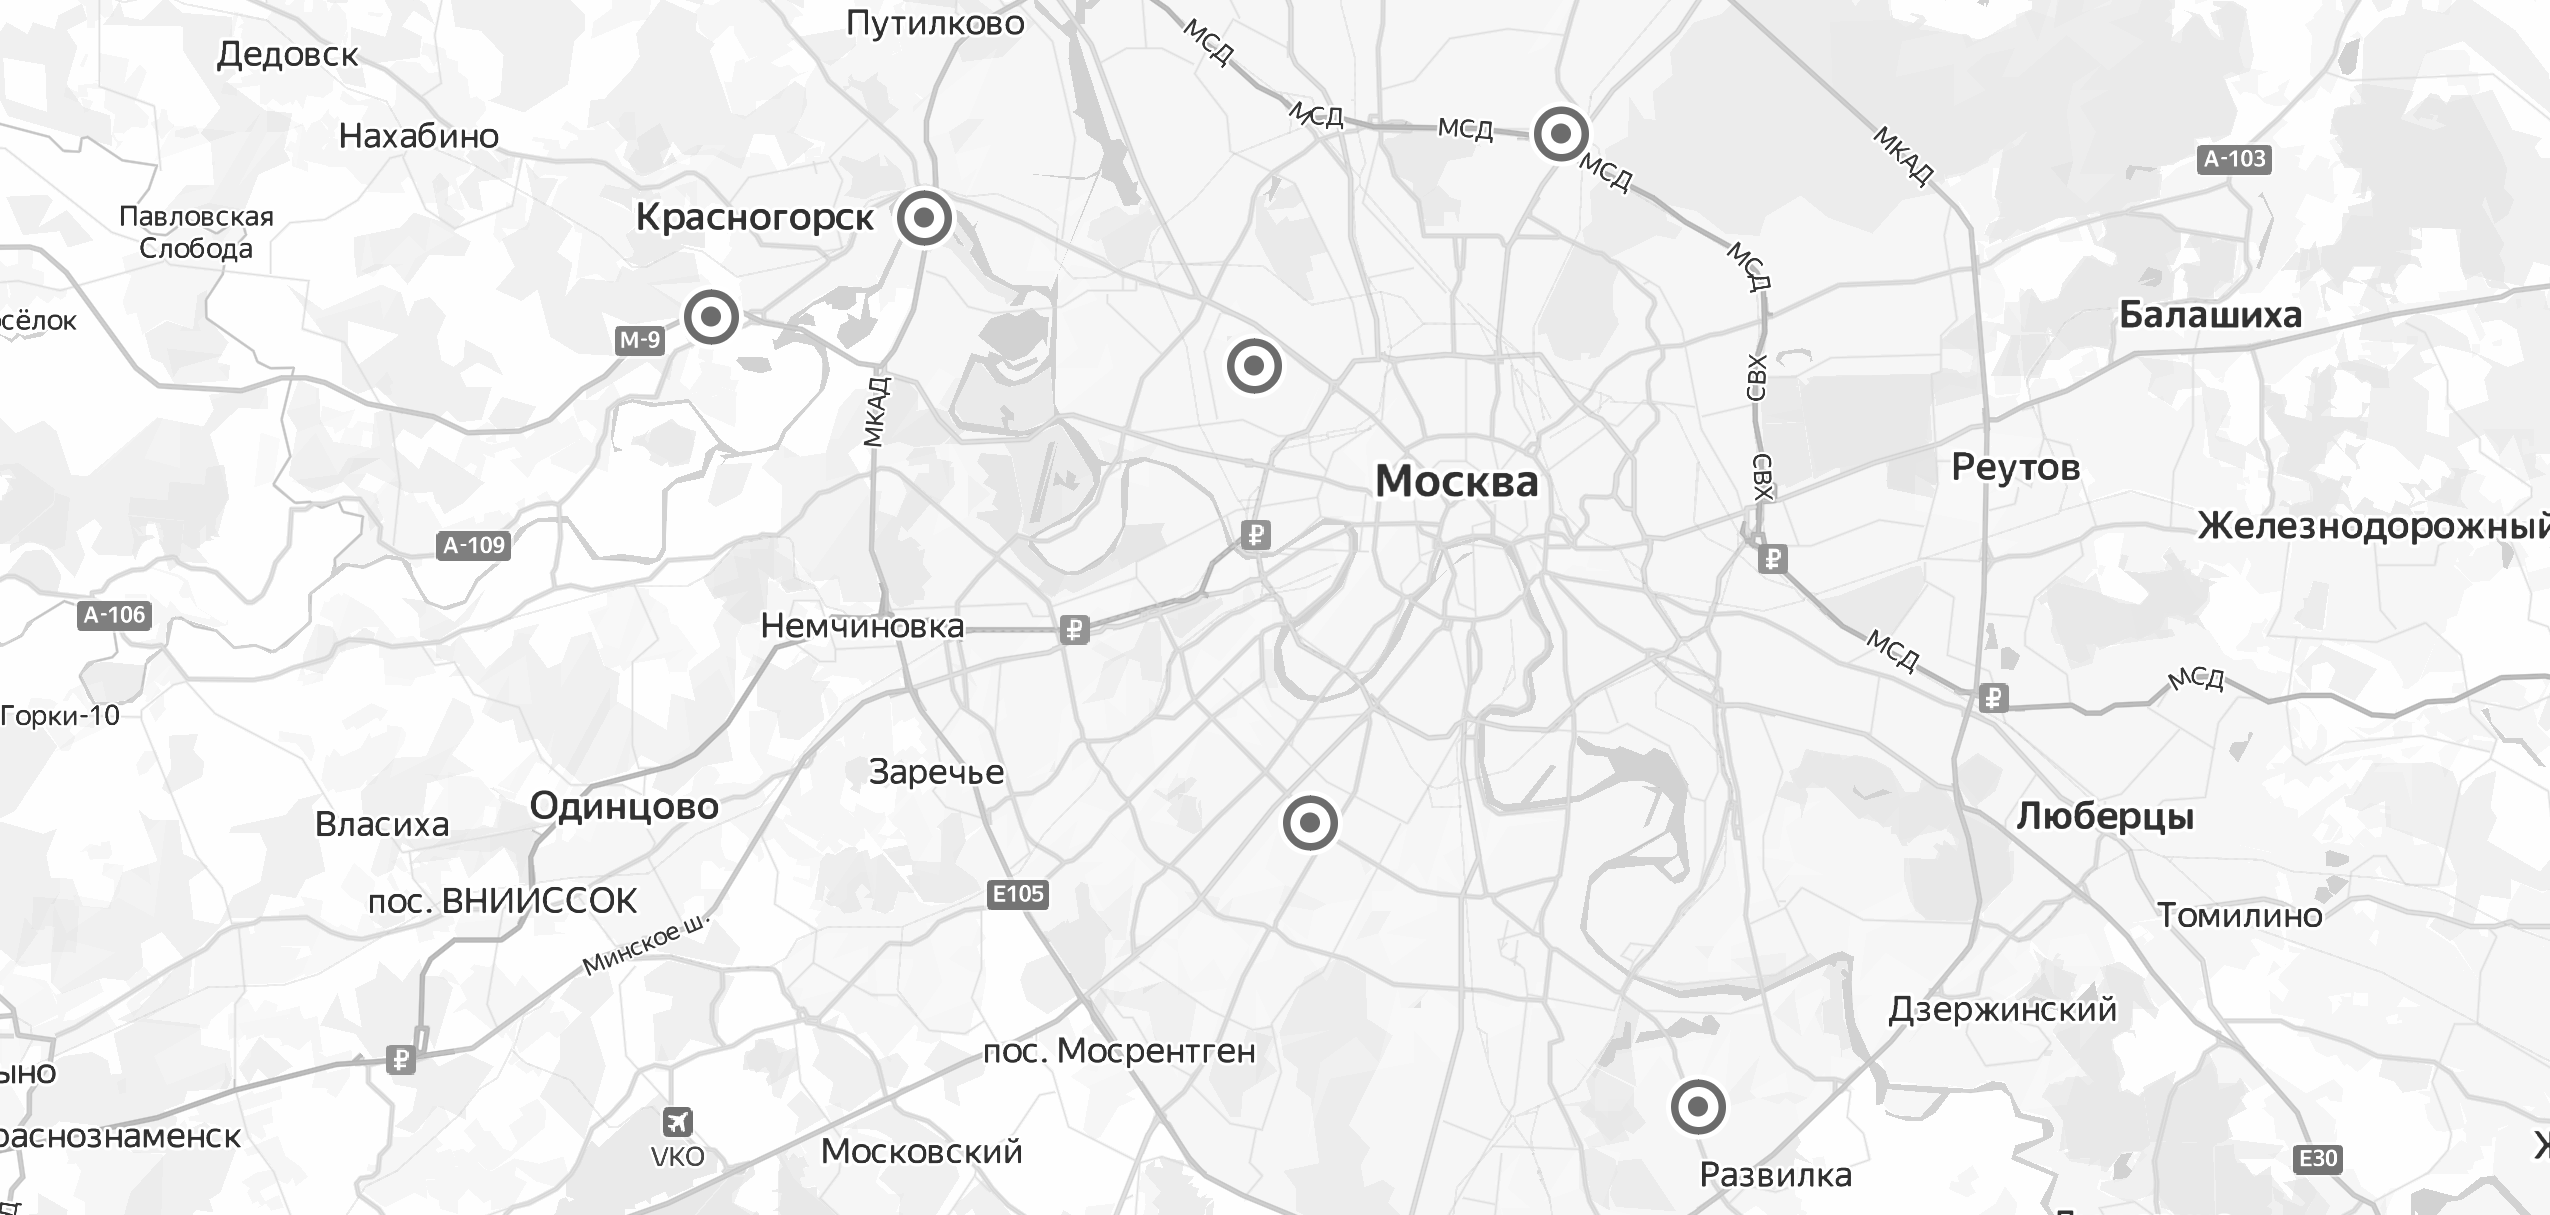 Путилково
Дедовск
МСД
МСД
МСД
Нахабино
МСД
МКАД
А-103
Павловская
Слобода
Красногорск
МСД
Балашиха
сёлок
М-9
СВХ
МКАД
Москва
СВХ
Реутов
Железнодорожный
₽
А-109
₽
А-106
Немчиновка
₽
МСД
МСД
₽
Горки-10
Заречье
Одинцово
Власиха
Люберцы
пос. ВНИИССОК
Е105
Томилино
Минское ш.
Дзержинский
пос. Мосрентген
₽
ыно
раснознаменск
VKO
Московский
Развилка
Е30